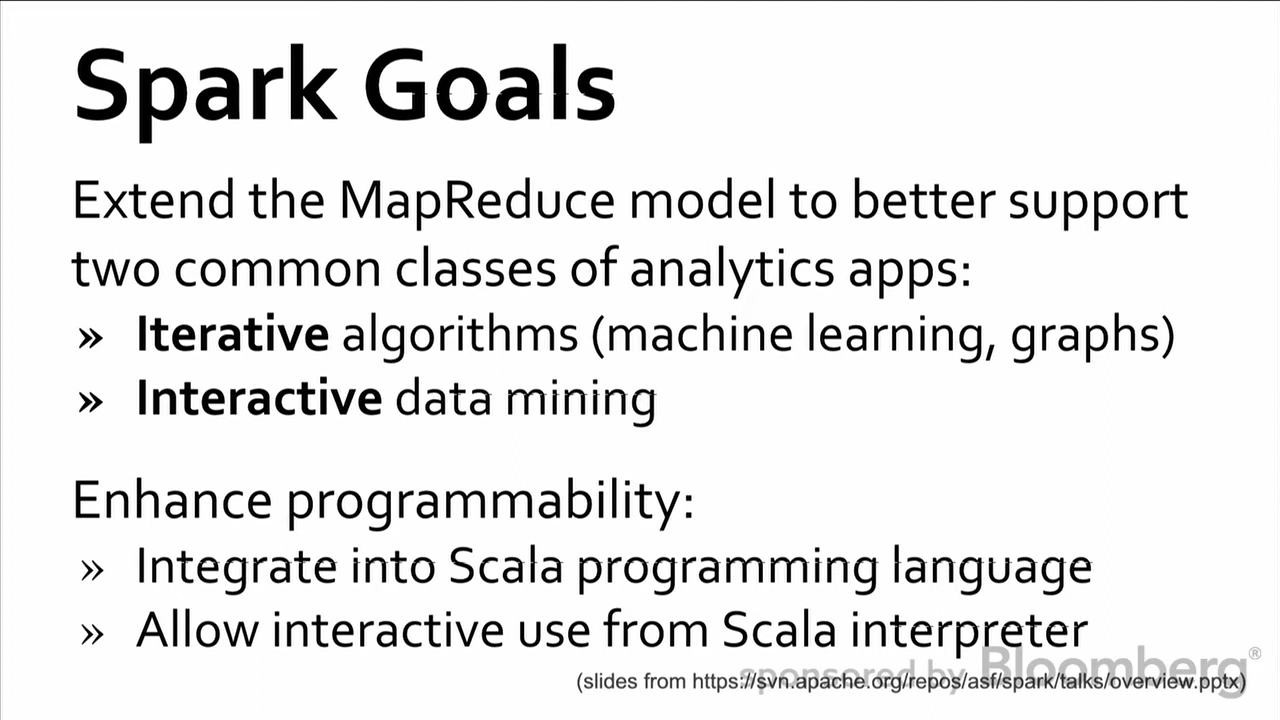 Spark Goals
Extend the MapReduce model to better support
two common classes of analytics apps:
» Iterative algorithms (machine learning, graphs)
» Interactive data mining
Enhance programmability:
» Integrate into Scala programming language
» Allow interactive use from Scala interpreter
sponsored by Bloomberg®
(slides from https://svn.apache.org/repos/asf/spark/talks/overview.pptx)